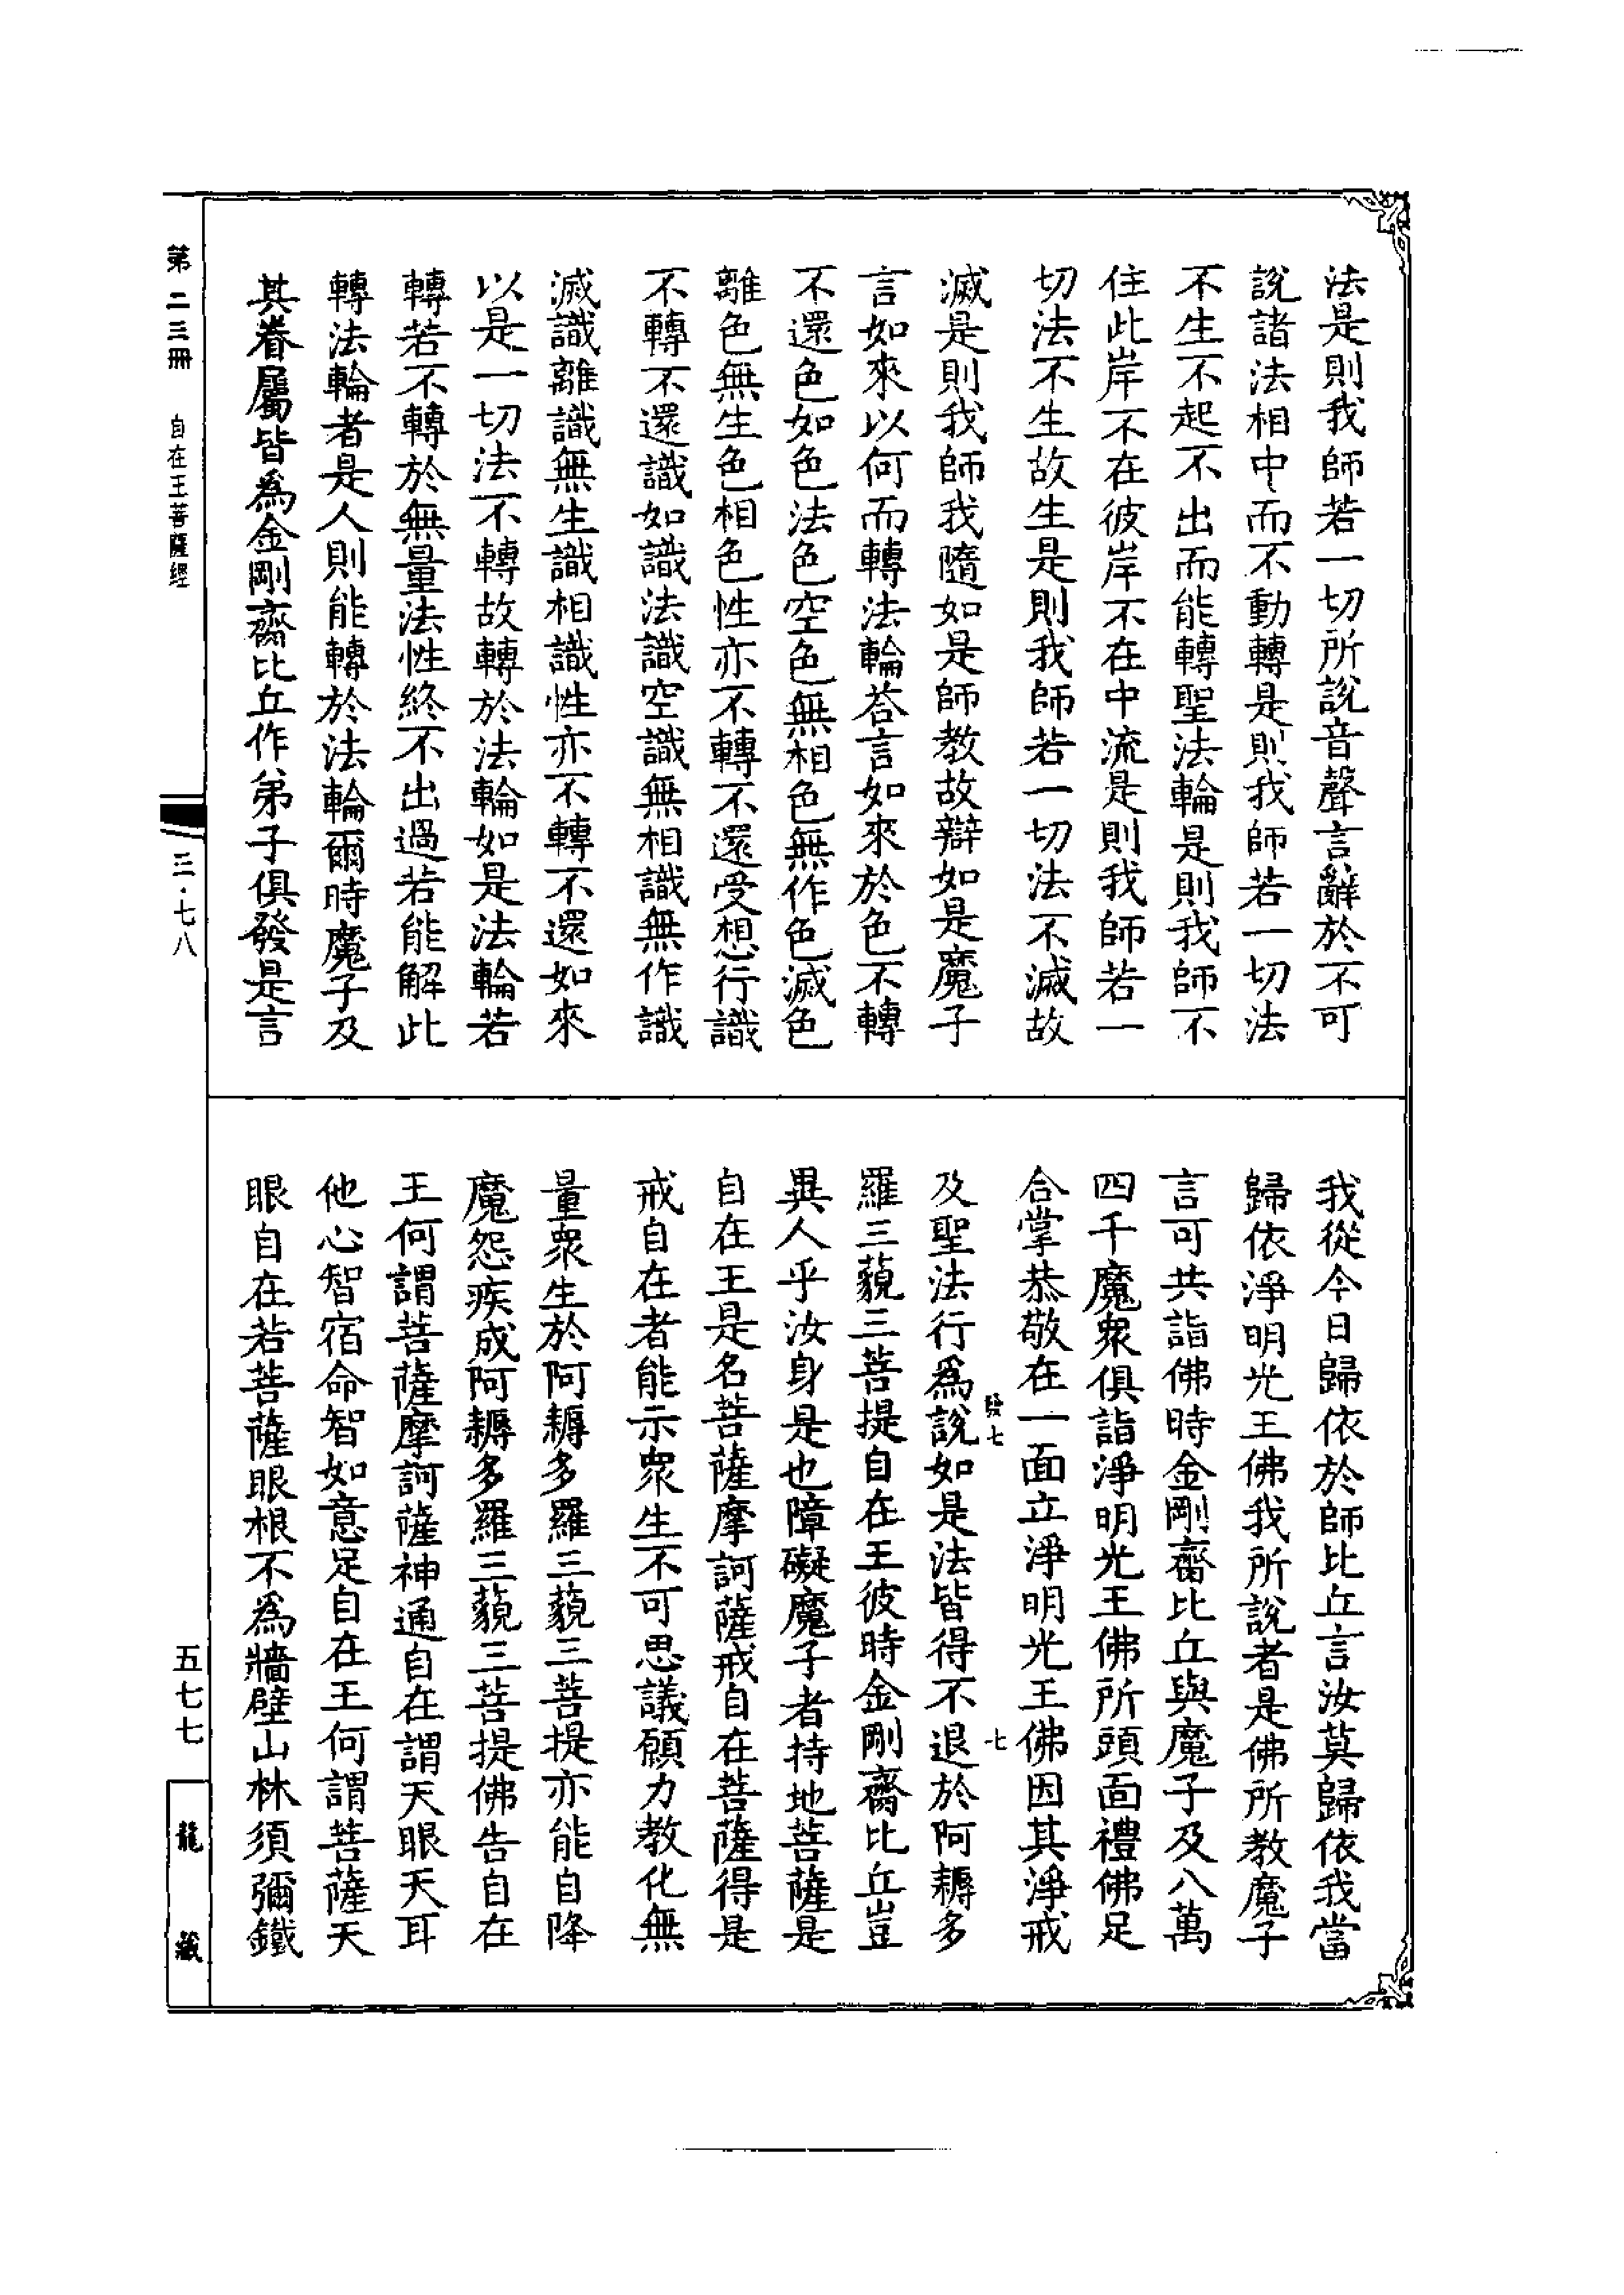 法是則我師若一切所說音聲言辭於不可
說諸法相中而不動轉是則我師若一切法
不生不起不出而能轉聖法輪是則我師不
住此岸不在彼岸不在中流是則我師若一
切法不生故生是則我師若一切法不滅故
滅是則我師我隨如是師教故辯如是魔子
言如來以何而轉法輪荅言如來於色不轉
不還色如色法色空色無相色無作色滅色
離色無生色相色性亦不轉不還受想行識
不轉不還識如識法識空識無相識無作識
滅識離識無生識相識性亦不轉不還如來
以是一切法不轉故轉於法輪如是法輪若
轉若不轉於無量法性終不出過若能解此
轉法輪者是人則能轉於法輪爾時魔子及
其眷屬皆為金剛齋比丘作弟子俱發是言
我從今日歸依於師比丘言汝莫歸依我當
歸依淨明光王佛我所說者是佛所教魔子
言可共詣佛時金剛齋比丘與魔子及八萬
四千魔眾俱詣淨明光王佛所頭面禮佛足
合掌恭敬在一面立淨明光王佛因其淨戒
及聖法行為說如是法皆得不退於阿耨多
羅三藐三菩提自在王彼時金剛齋比丘豈
異人乎汝身是也障礙魔子者持地菩薩是
自在王是名菩薩摩訶薩戒自在菩薩得是
戒自在者能示眾生不可思議願力教化無
量眾生於阿耨多羅三藐三菩提亦能自降
魔怨疾成阿耨多羅三藐三菩提佛告自在
王何謂菩薩摩訶薩神通自在謂天眼天耳
他心智宿命智如意足自在王何謂菩薩天
眼自在若菩薩眼根不為牆壁山林須彌鐵
七
第二三冊 自在王菩薩經
三·七八
五七七
龍藏